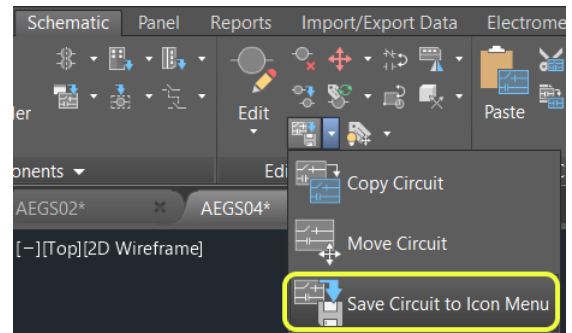 Schematic Panel Reports Import/Export Data Electrome
ler Edit Paste
onents Edi C
Copy Circuit
AEGS02* AEGS04*
[−][Top][2D Wireframe]
Move Circuit
Save Circuit to Icon Menu